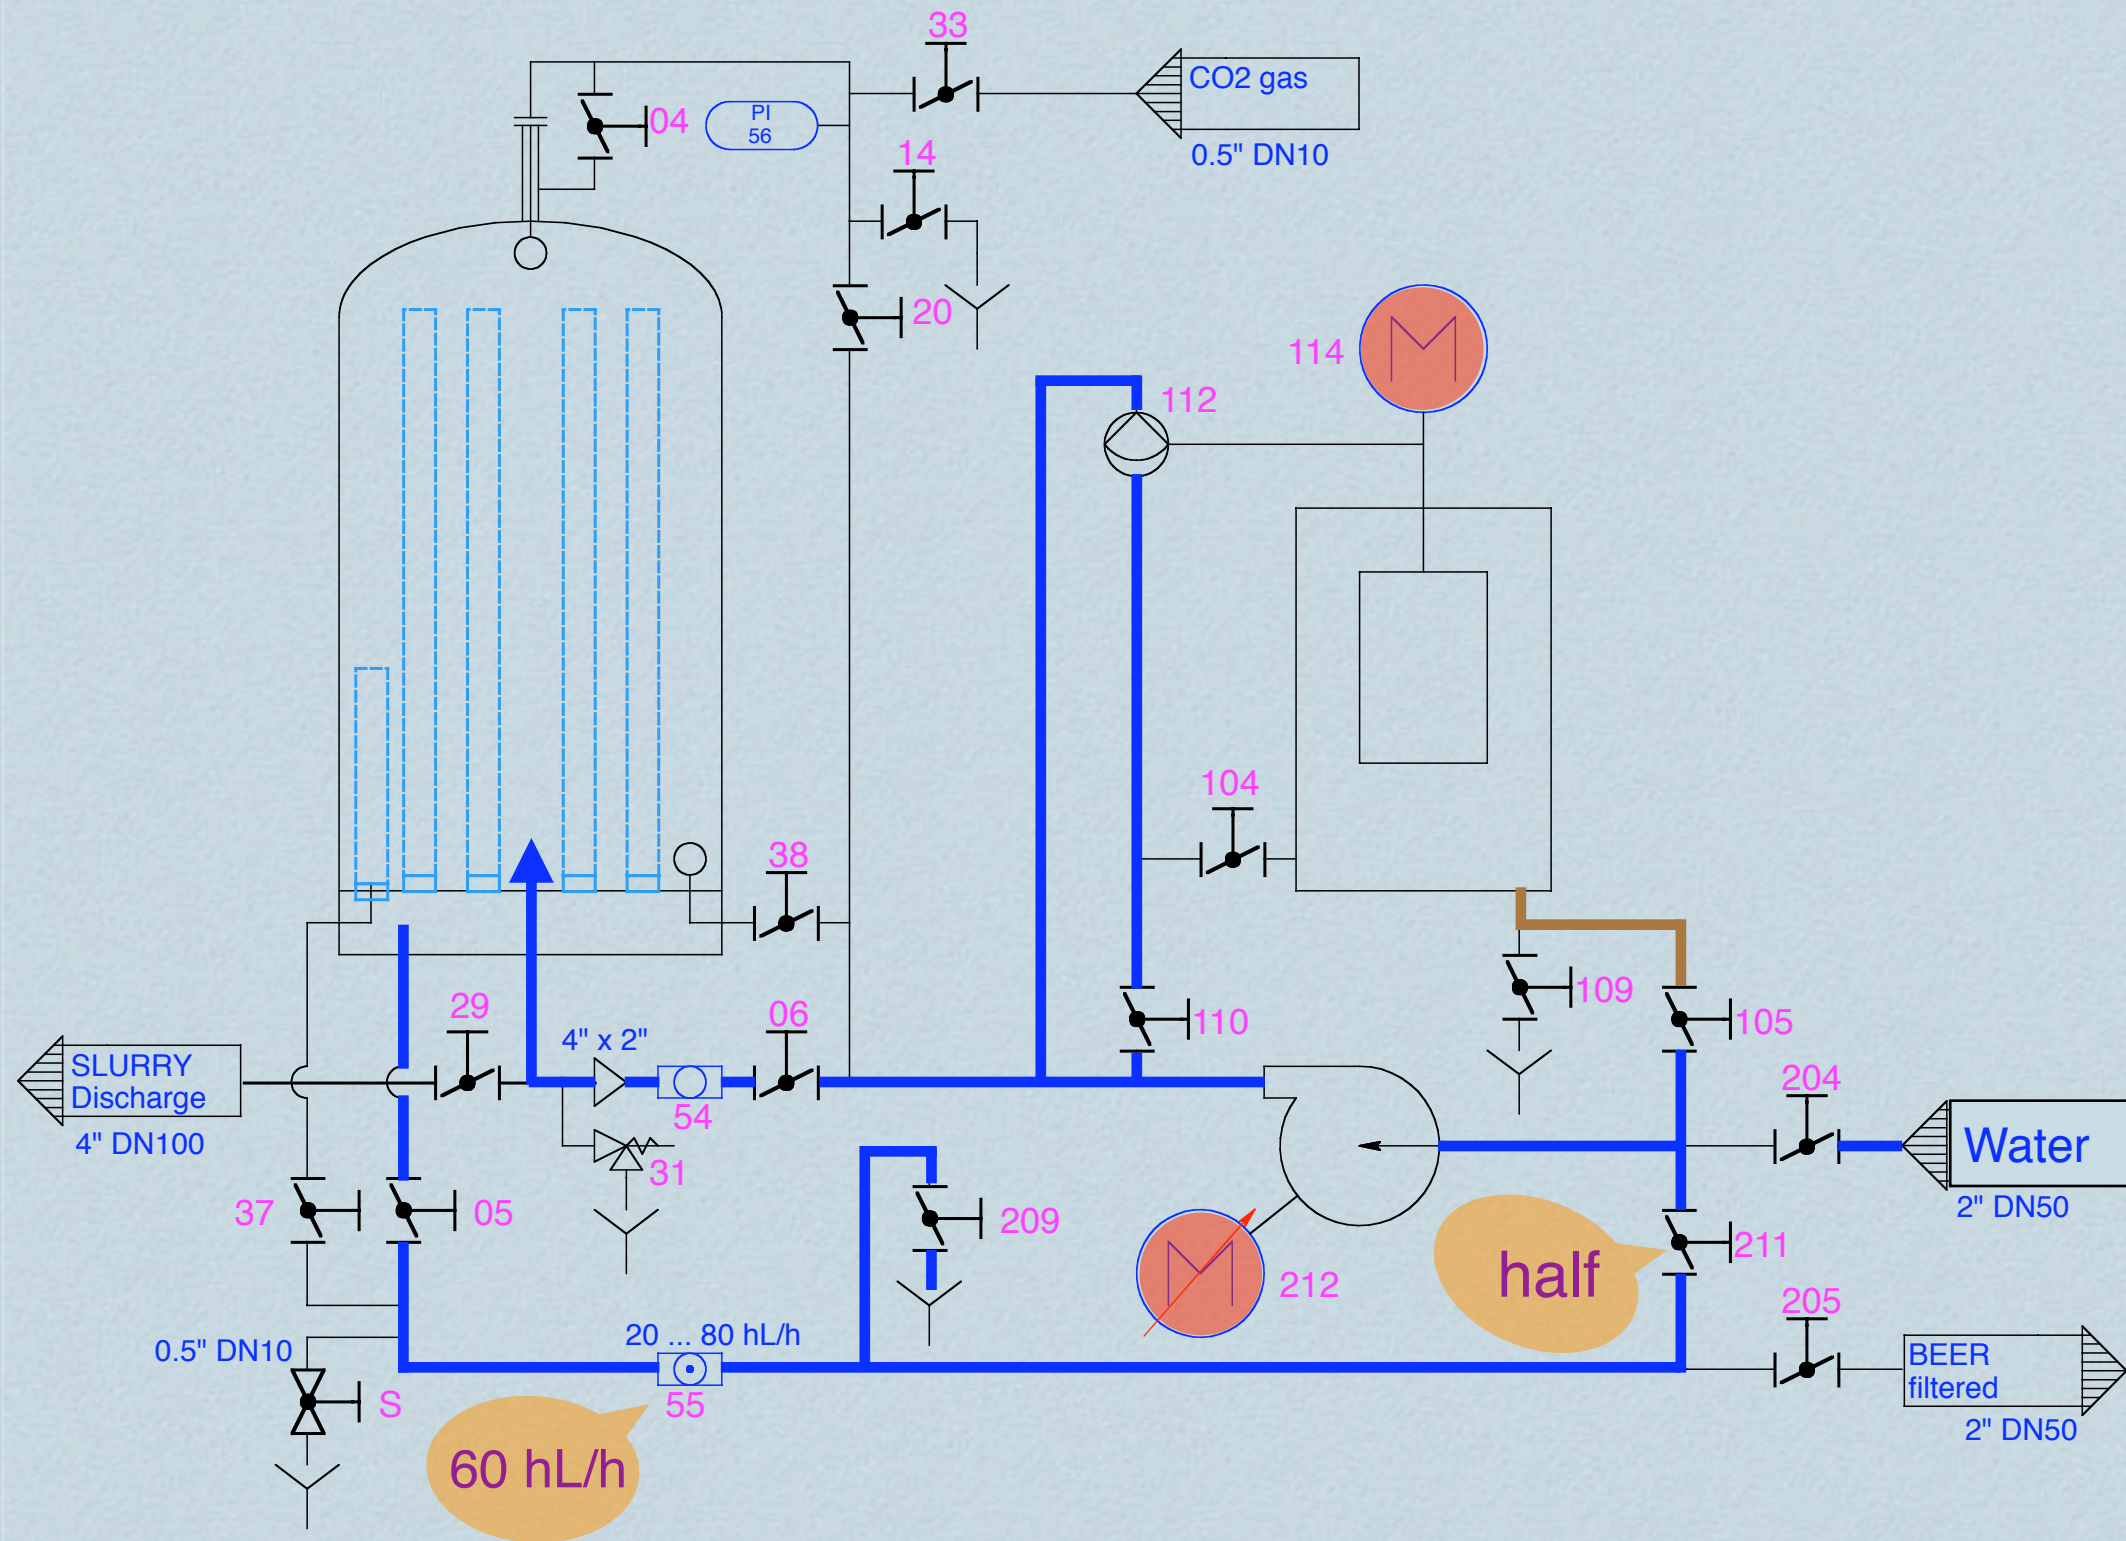 33
CO2 gas
0.5" DN10
04
PI
56
14
20
114
112
104
38
29
06
109
110
105
4" x 2"
SLURRY
Discharge
4" DN100
54
204
Water
2" DN50
31
37
05
209
211
half
212
205
20 ... 80 hL/h
0.5" DN10
BEER
filtered
2" DN50
S
55
60 hL/h
M
M